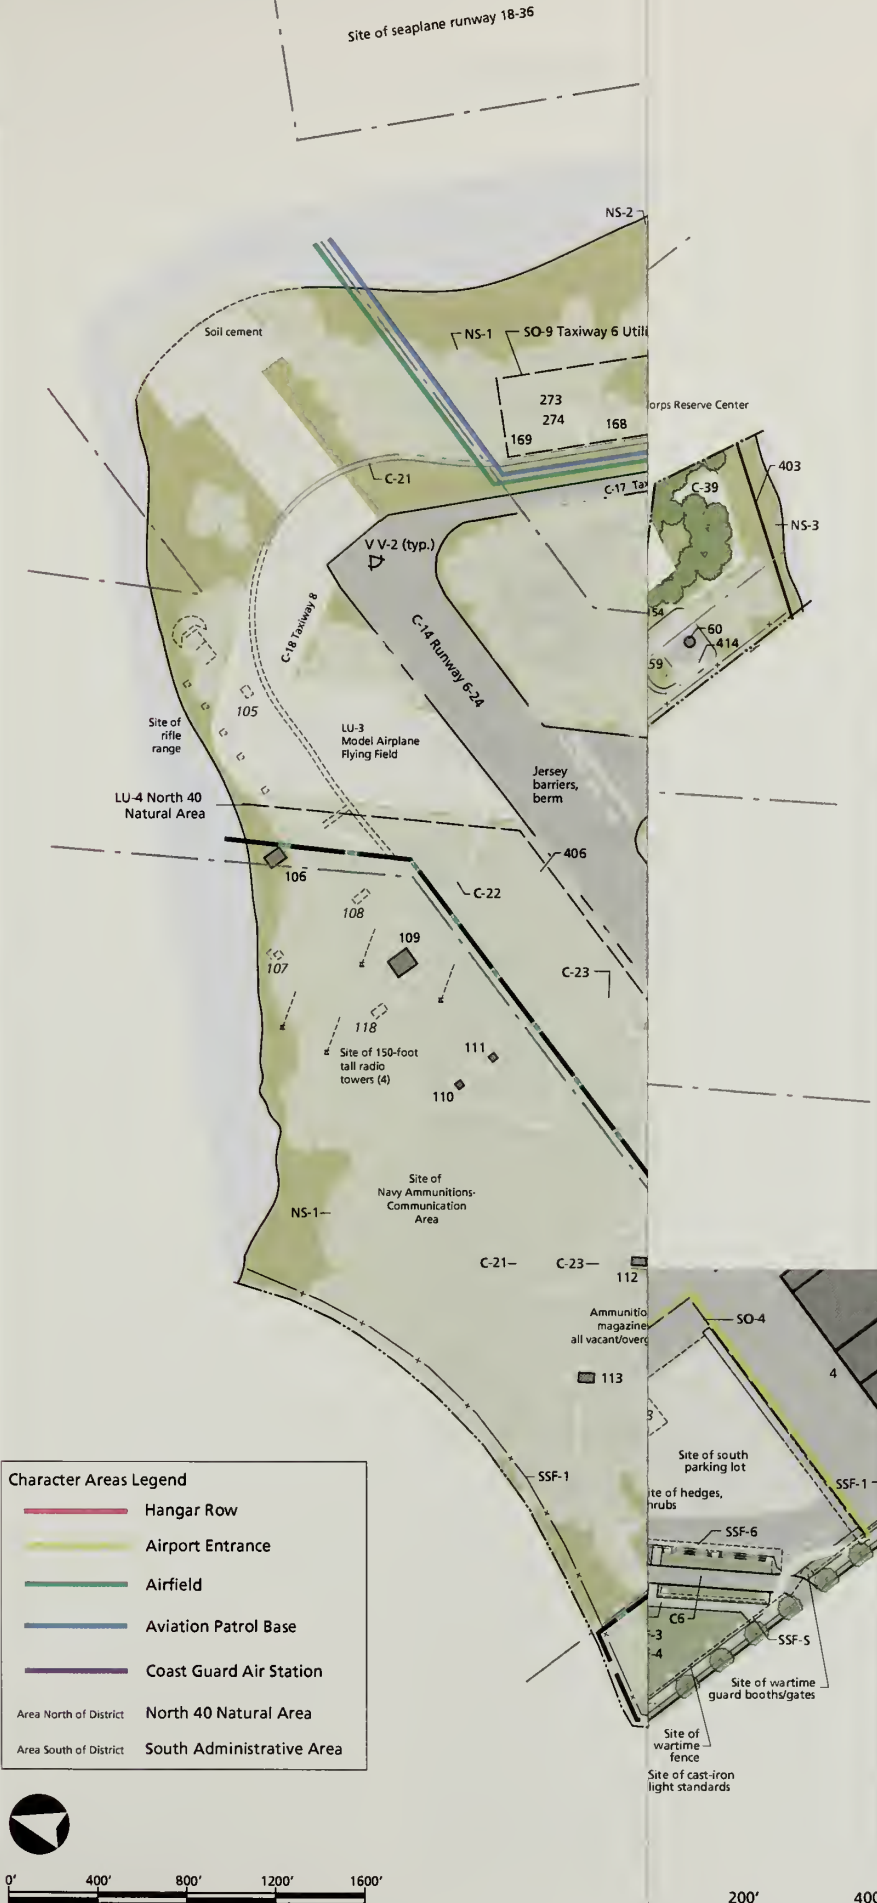 Site of seaplane runway 18-36
NS-2
Soil cement
NS-1
SO-9 Taxiway 6 Utili
273
274
168
169
orps Reserve Center
C-21
C-17 Tax
C-39
403
NS-3
V V-2 (typ.)
C-18 Taxiway 8
C-14 Runway 6-24
54
60
414
59
105
Site of
rifle
range
LU-3
Model Airplane
Flying Field
Jersey
barriers,
berm
LU-4 North 40
Natural Area
406
106
C-22
108
109
107
C-23
118
111
Site of 150-foot
tall radio
towers (4)
110
Site of
Navy Ammunitions-
Communication
Area
NS-1
C-21
C-23
112
Ammunitio
magazine
all vacant/overg
SO-4
4
113
3
Site of south
parking lot
SSF-1
SSF-1
ite of hedges,
hrubs
SSF-6
C6
-3
-4
SSF-S
Site of wartime
guard booths/gates
Site of
wartime
fence
Site of cast-iron
light standards
Character Areas Legend
Hangar Row
Airport Entrance
Airfield
Aviation Patrol Base
Coast Guard Air Station
Area North of District North 40 Natural Area
Area South of District South Administrative Area
0' 400' 800' 1200' 1600'
200' 400